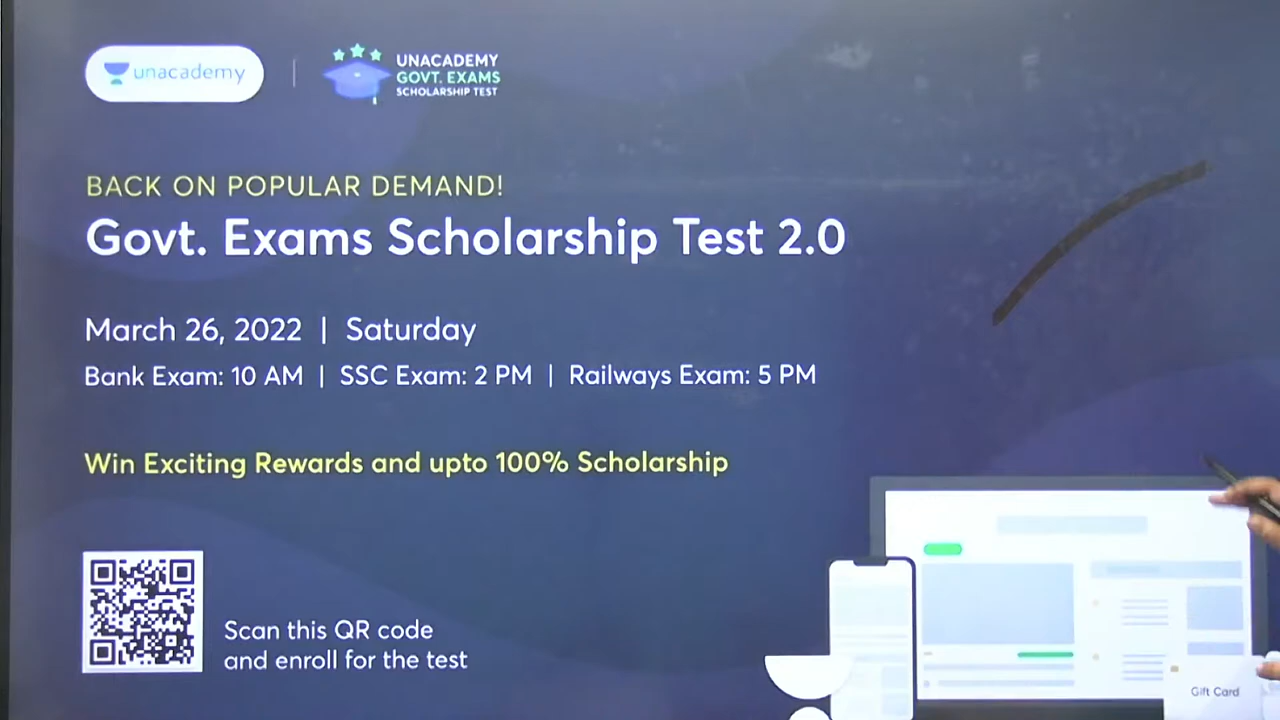 unacademy
UNACADEMY
GOVT. EXAMS
SCHOLARSHIP TEST
BACK ON POPULAR DEMAND!
Govt. Exams Scholarship Test 2.0
March 26, 2022 | Saturday
Bank Exam: 10 AM | SSC Exam: 2 PM | Railways Exam: 5 PM
Win Exciting Rewards and upto 100% Scholarship
Scan this QR code
and enroll for the test
Gift Card